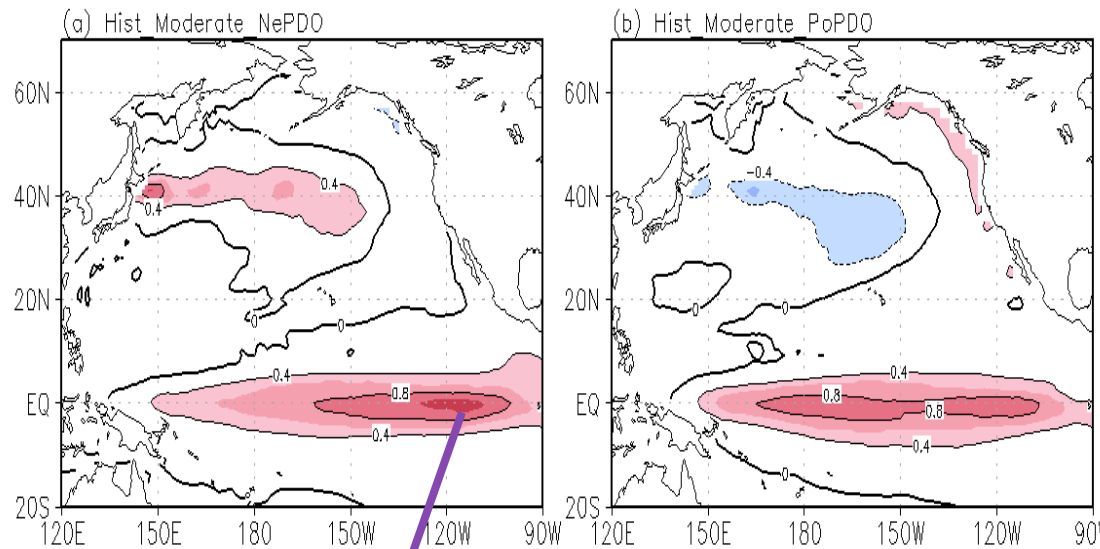 (a) Hist_Moderate_NePDO
(b) Hist_Moderate_PoPDO
60N
40N
20N
EQ
20S
120E 150E 180 150W 120W 90W
0.4
0.4
0
0
-0.4
0.8
0.4
60N
40N
20N
EQ
20S
120E 150E 180 150W 120W 90W
-0.4
0
0.4
0.8
0.8
0.4
0